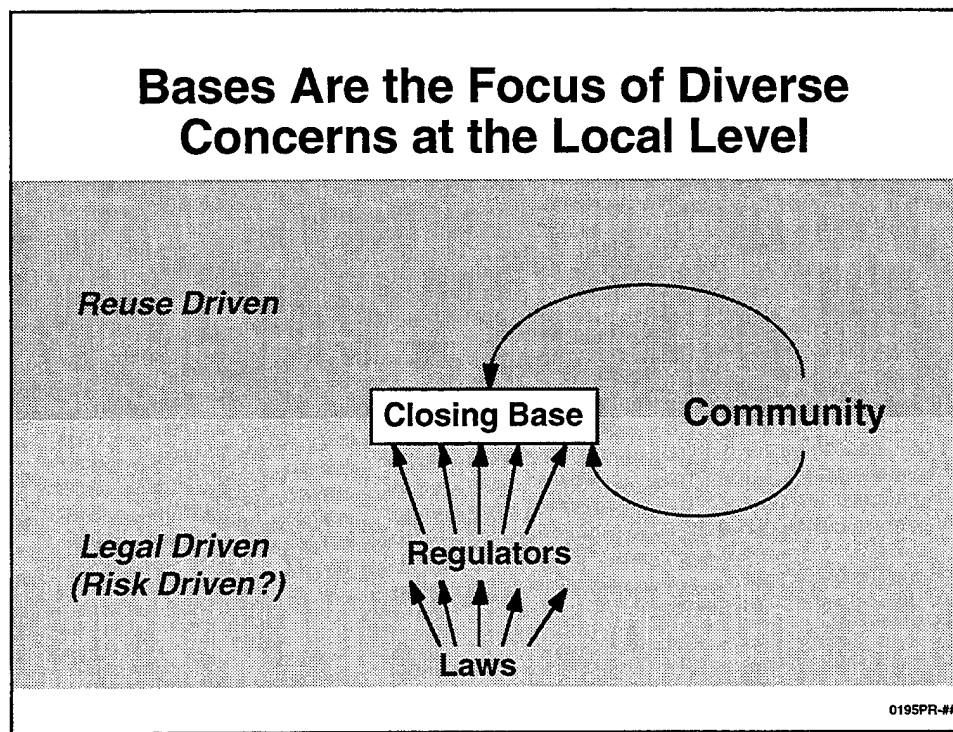 Bases Are the Focus of Diverse
Concerns at the Local Level
Reuse Driven
Closing Base
Community
Legal Driven
(Risk Driven?)
Regulators
Laws
0195PR-##